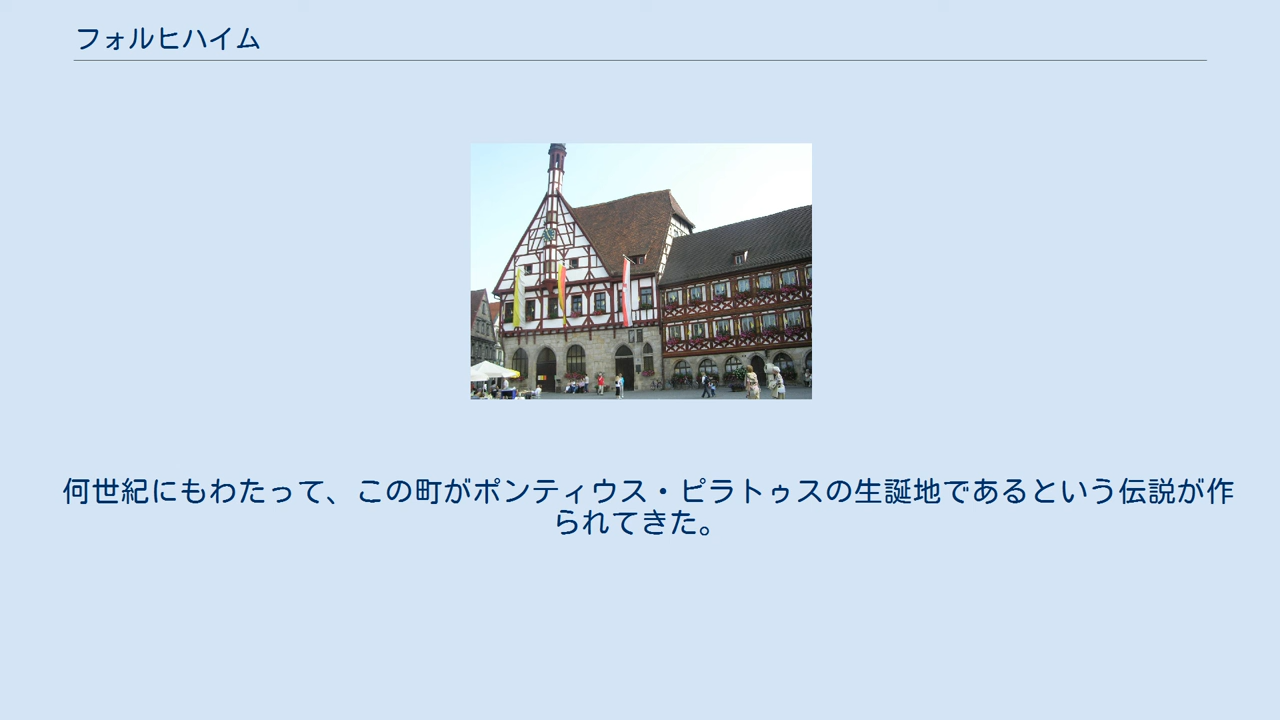 フォルヒハイム
何世紀にもわたって、この町がポンティウス・ピラトゥスの生誕地であるという伝説が作
られてきた。